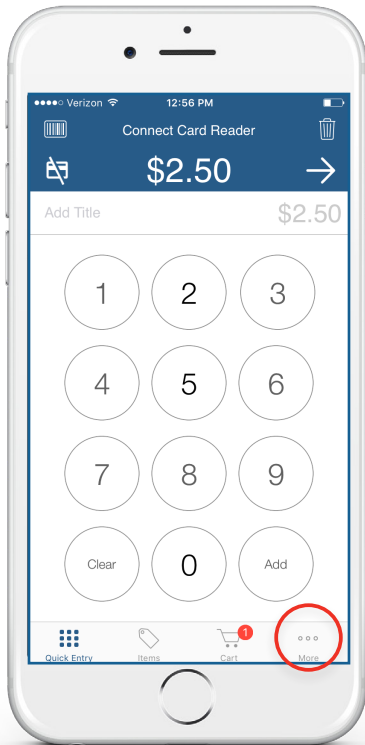 Verizon 12:56 PM
Connect Card Reader
$2.50
Add Title $2.50
1 2 3
4 5 6
7 8 9
Clear 0 Add
1
Quick Entry Items Cart More